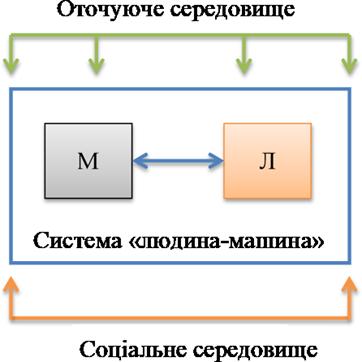 Оточуюче середовище
М Л
Система «людина-машина»
Соціальне середовище